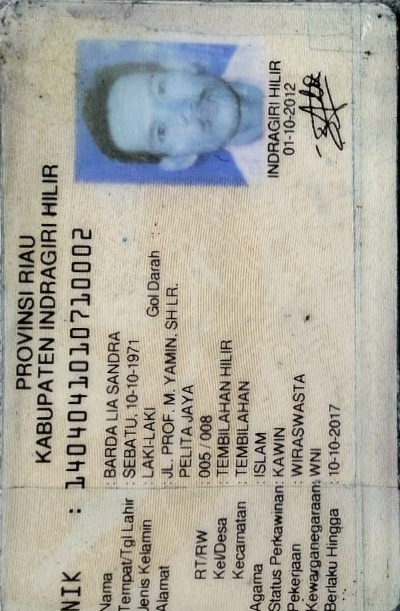 PROVINSI RIAU
KABUPATEN INDRAGIRI HILIR
NIK : 1404041010710002
Nama : BARDA LIA SANDRA
Tempat/Tgl Lahir : SEBATU, 10-10-1971
Jenis Kelamin : LAKI-LAKI Gol Darah
Alamat : JL. PROF. M. YAMIN. SH LR.
PELITA JAYA
RT/RW : 005 / 008
Kel/Desa : TEMBILAHAN HILIR
Kecamatan : TEMBILAHAN
Agama : ISLAM
Status Perkawinan: KAWIN
Pekerjaan : WIRASWASTA
Kewarganegaraan: WNI
Berlaku Hingga : 10-10-2017
INDRAGIRI HILIR
01-10-2012